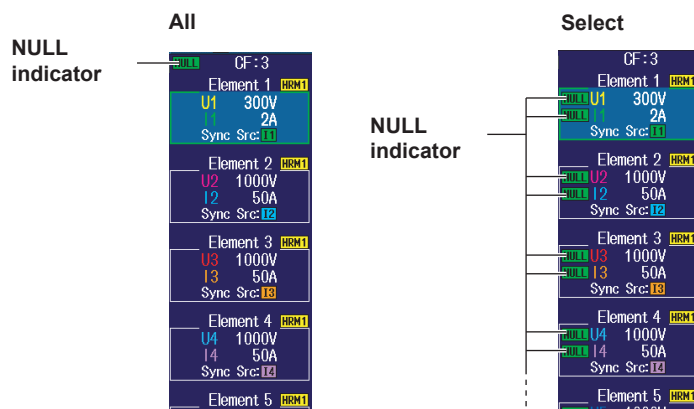 All
NULL
indicator
NULL CF:3
Element 1 HRM1
U1 300V
I1 2A
Sync Src: I1
Element 2 HRM1
U2 1000V
I2 50A
Sync Src: I2
Element 3 HRM1
U3 1000V
I3 50A
Sync Src: I3
Element 4 HRM1
U4 1000V
I4 50A
Sync Src: I4
Element 5 HRM1
Select
NULL
indicator
CF:3
Element 1 HRM1
NULL U1 300V
NULL I1 2A
Sync Src: I1
Element 2 HRM1
NULL U2 1000V
NULL I2 50A
Sync Src: I2
Element 3 HRM1
NULL U3 1000V
NULL I3 50A
Sync Src: I3
Element 4 HRM1
NULL U4 1000V
NULL I4 50A
Sync Src: I4
Element 5 HRM1